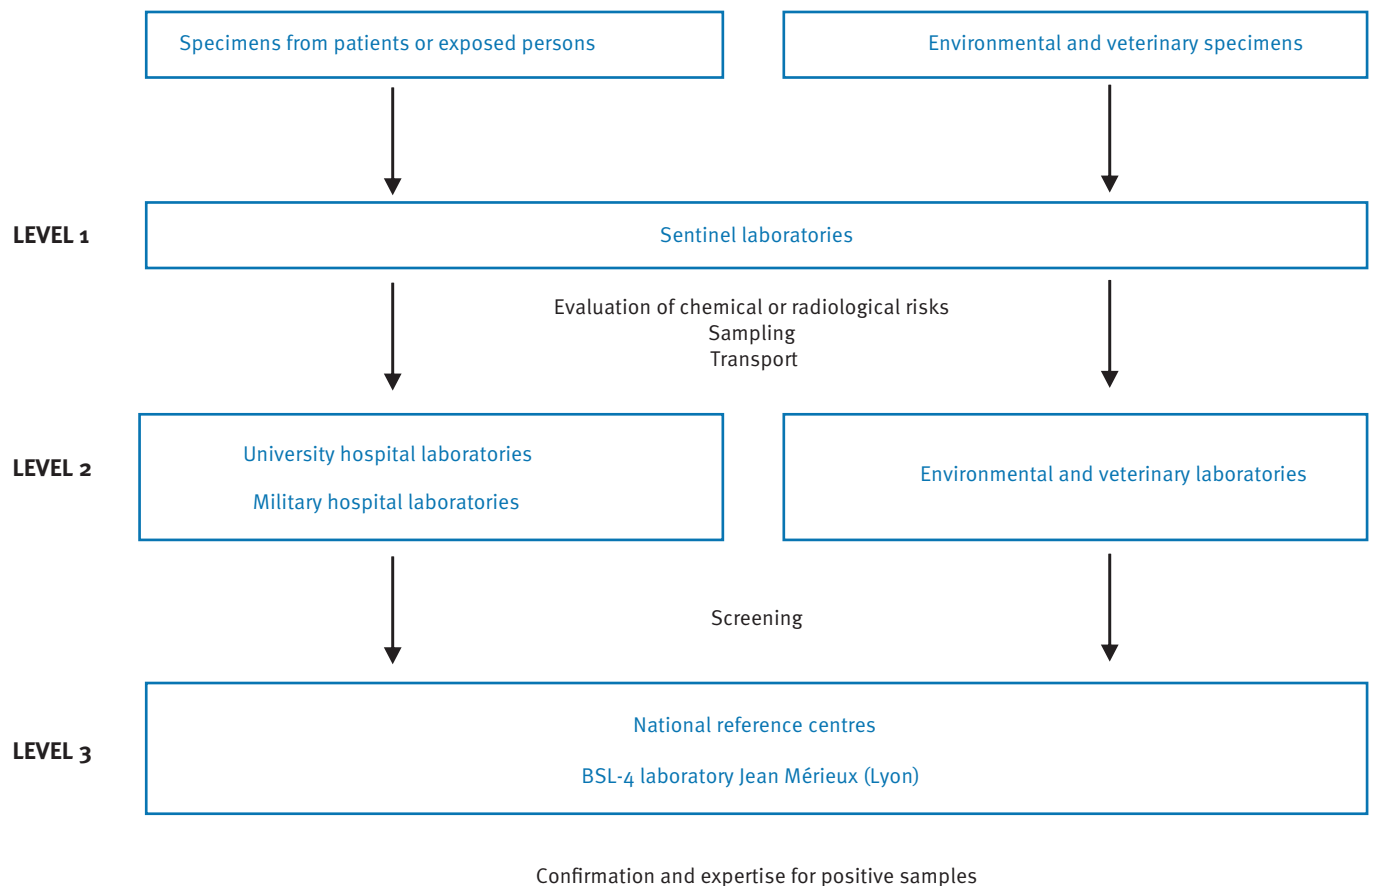 Specimens from patients or exposed persons
Environmental and veterinary specimens
LEVEL 1
Sentinel laboratories
Evaluation of chemical or radiological risks
Sampling
Transport
LEVEL 2
University hospital laboratories
Military hospital laboratories
Environmental and veterinary laboratories
Screening
LEVEL 3
National reference centres
BSL-4 laboratory Jean Mérieux (Lyon)
Confirmation and expertise for positive samples